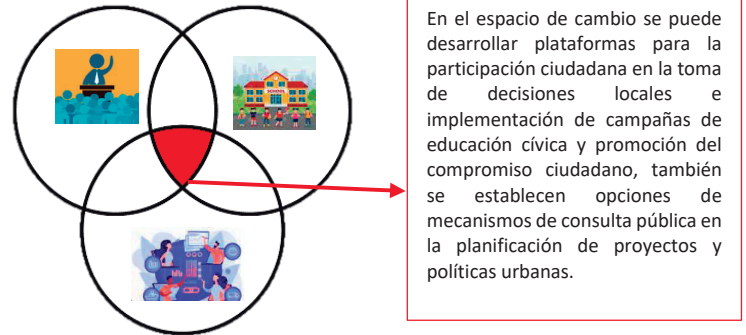 SCHOOL
En el espacio de cambio se puede
desarrollar plataformas para la
participación ciudadana en la toma
de decisiones locales e
implementación de campañas de
educación cívica y promoción del
compromiso ciudadano, también
se establecen opciones de
mecanismos de consulta pública en
la planificación de proyectos y
políticas urbanas.